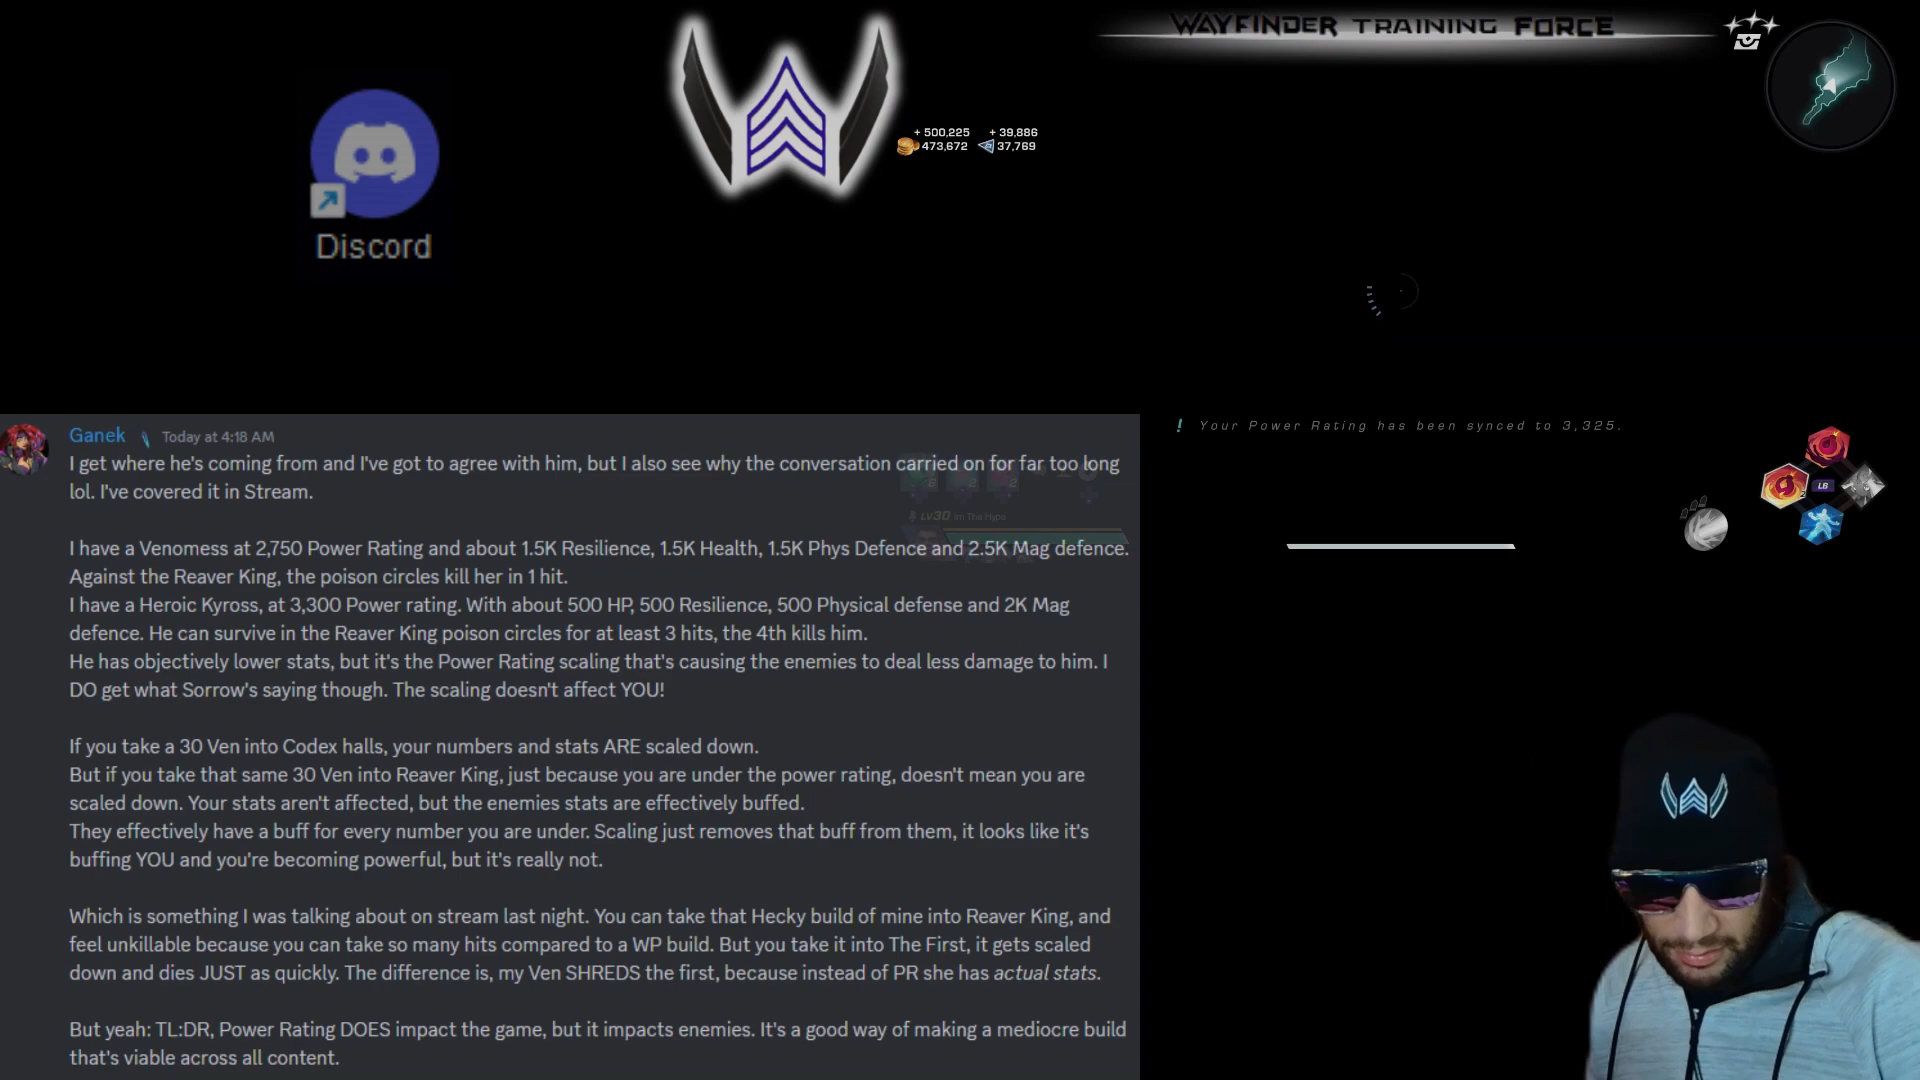 WAYFINDER TRAINING FORCE
+ 500,225 + 39,886
473,672 37,769
Discord
Ganek Today at 4:18 AM
I get where he's coming from and I've got to agree with him, but I also see why the conversation carried on for far too long
lol. I've covered it in Stream.
LV30 Im Tha Hype
I have a Venomess at 2,750 Power Rating and about 1.5K Resilience, 1.5K Health, 1.5K Phys Defence and 2.5K Mag defence.
Against the Reaver King, the poison circles kill her in 1 hit.
I have a Heroic Kyross, at 3,300 Power rating. With about 500 HP, 500 Resilience, 500 Physical defense and 2K Mag
defence. He can survive in the Reaver King poison circles for at least 3 hits, the 4th kills him.
He has objectively lower stats, but it's the Power Rating scaling that's causing the enemies to deal less damage to him. I
DO get what Sorrow's saying though. The scaling doesn't affect YOU!
If you take a 30 Ven into Codex halls, your numbers and stats ARE scaled down.
But if you take that same 30 Ven into Reaver King, just because you are under the power rating, doesn't mean you are
scaled down. Your stats aren't affected, but the enemies stats are effectively buffed.
They effectively have a buff for every number you are under. Scaling just removes that buff from them, it looks like it's
buffing YOU and you're becoming powerful, but it's really not.
Which is something I was talking about on stream last night. You can take that Hecky build of mine into Reaver King, and
feel unkillable because you can take so many hits compared to a WP build. But you take it into The First, it gets scaled
down and dies JUST as quickly. The difference is, my Ven SHREDS the first, because instead of PR she has actual stats.
But yeah: TL:DR, Power Rating DOES impact the game, but it impacts enemies. It's a good way of making a mediocre build
that's viable across all content.
! Your Power Rating has been synced to 3,325.
LB
2